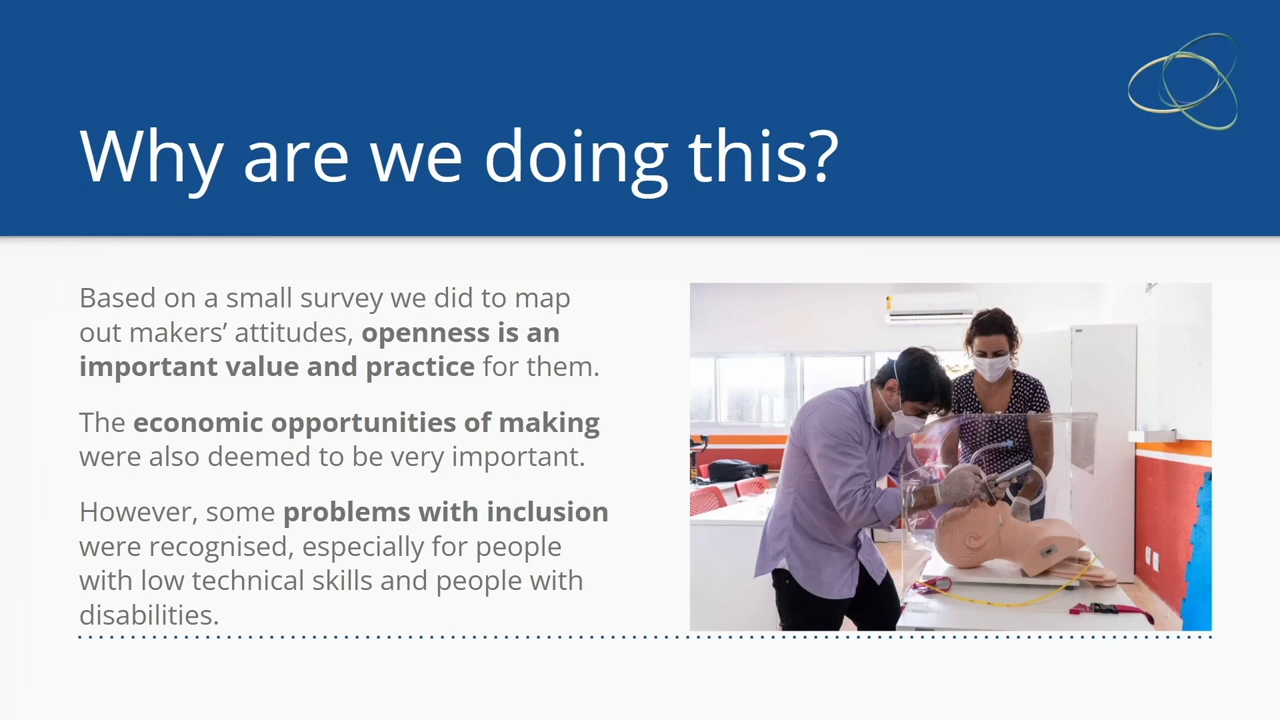 Why are we doing this?
Based on a small survey we did to map
out makers’ attitudes, openness is an
important value and practice for them.
The economic opportunities of making
were also deemed to be very important.
However, some problems with inclusion
were recognised, especially for people
with low technical skills and people with
disabilities.